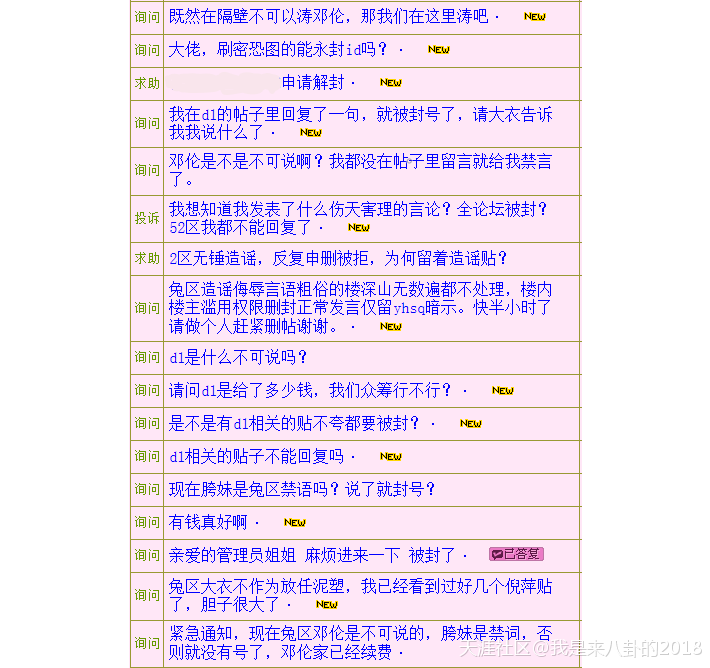 询问 既然在隔壁不可以涛邓伦，那我们在这里涛吧． NEW
询问 大佬，刷密恐图的能永封id吗？． NEW
求助 申请解封． NEW
询问 我在dl的帖子里回复了一句，就被封号了，请大衣告诉
我我说什么了． NEW
询问 邓伦是不是不可说啊？我都没在帖子里留言就给我禁言
了。
投诉 我想知道我发表了什么伤天害理的言论？全论坛被封？
52区我都不能回复了． NEW
求助 2区无锤造谣，反复申删被拒，为何留着造谣贴？
询问 兔区造谣侮辱言语粗俗的楼深山无数遍都不处理，楼内
楼主滥用权限删封正常发言仅留yhsq暗示。快半小时了
请做个人赶紧删帖谢谢。． NEW
询问 dl是什么不可说吗？
询问 请问dl是给了多少钱，我们众筹行不行？． NEW
询问 是不是有dl相关的贴不夸都要被封？． NEW
询问 dl相关的贴子不能回复吗． NEW
询问 现在胯妹是兔区禁语吗？说了就封号？
询问 有钱真好啊． NEW
询问 亲爱的管理员姐姐 麻烦进来一下 被封了． 已答复
询问 兔区大衣不作为放任泥塑，我已经看到过好几个倪萍贴
了，胆子很大了． NEW
询问 紧急通知，现在兔区邓伦是不可说的，胯妹是禁词，否
则就没有号了，邓伦家已经续费．
天涯社区@我是来八卦的2018